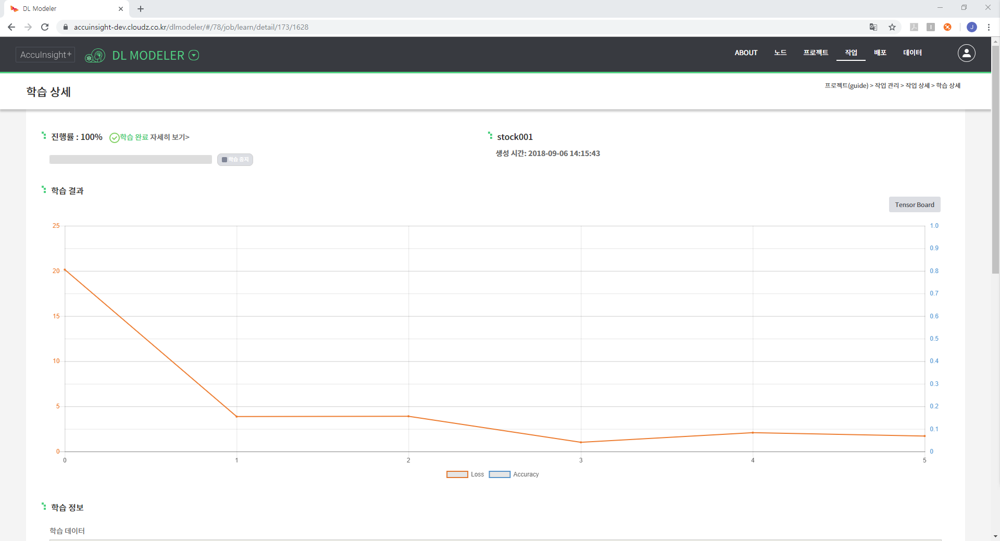 DL Modeler
accuinsight-dev.cloudz.co.kr/dlmodeler/#/78/job/learn/detail/173/1628
J
AccuInsight+
DL MODELER
ABOUT 노드 프로젝트 작업 배포 데이터
학습 상세
프로젝트(guide) > 작업 관리 > 작업 상세 > 학습 상세
진행률 : 100% 학습 완료 자세히 보기>
학습 중지
stock001
생성 시간: 2018-09-06 14:15:43
학습 결과
Tensor Board
25 1.0
0.9
20 0.8
0.7
15 0.6
0.5
10 0.4
0.3
5 0.2
0.1
0 0
0 1 2 3 4 5
Loss Accuracy
학습 정보
학습 데이터